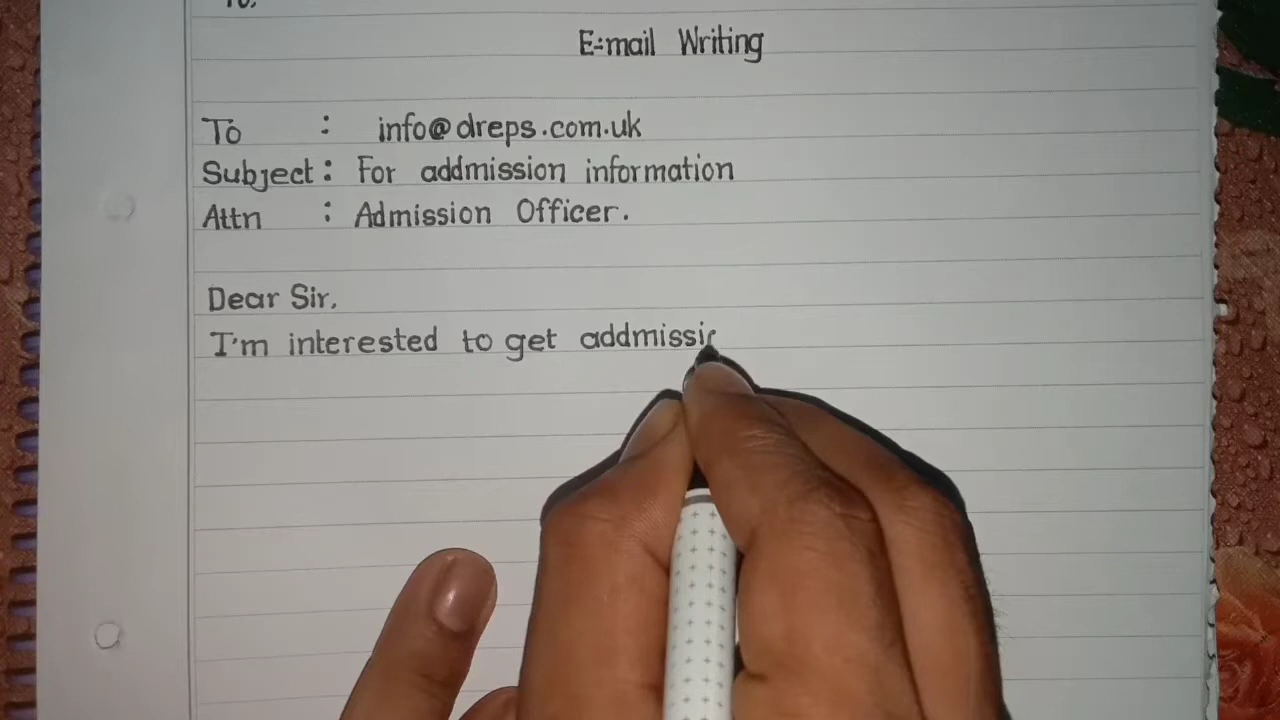 E-mail Writing
To : info@dreps.com.uk
Subject : For addmission information
Attn : Admission Officer.
Dear Sir,
I'm interested to get